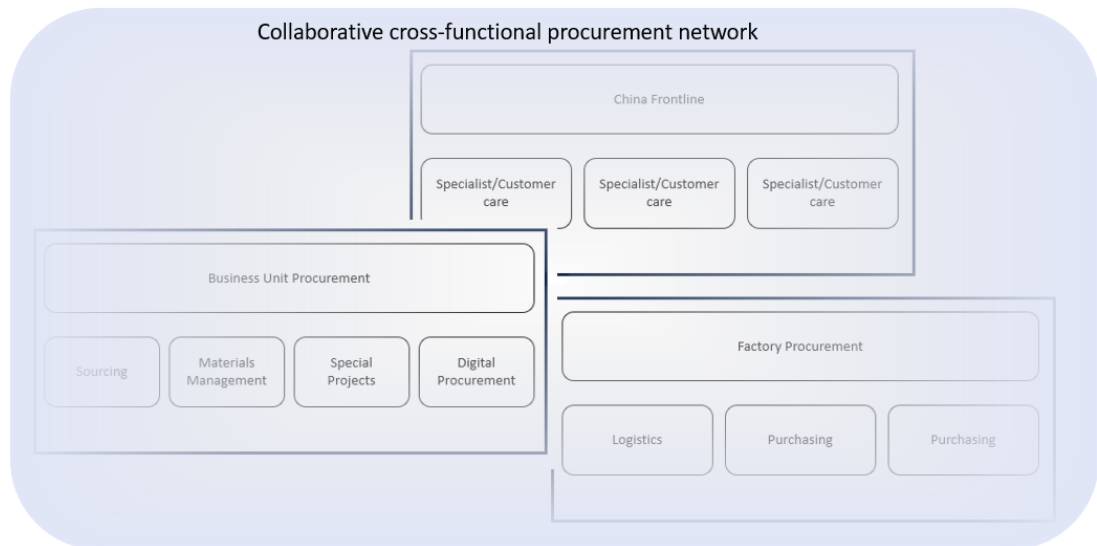 Collaborative cross-functional procurement network
China Frontline
Specialist/Customer
care
Specialist/Customer
care
Specialist/Customer
care
Business Unit Procurement
Sourcing
Materials
Management
Special
Projects
Digital
Procurement
Factory Procurement
Logistics
Purchasing
Purchasing